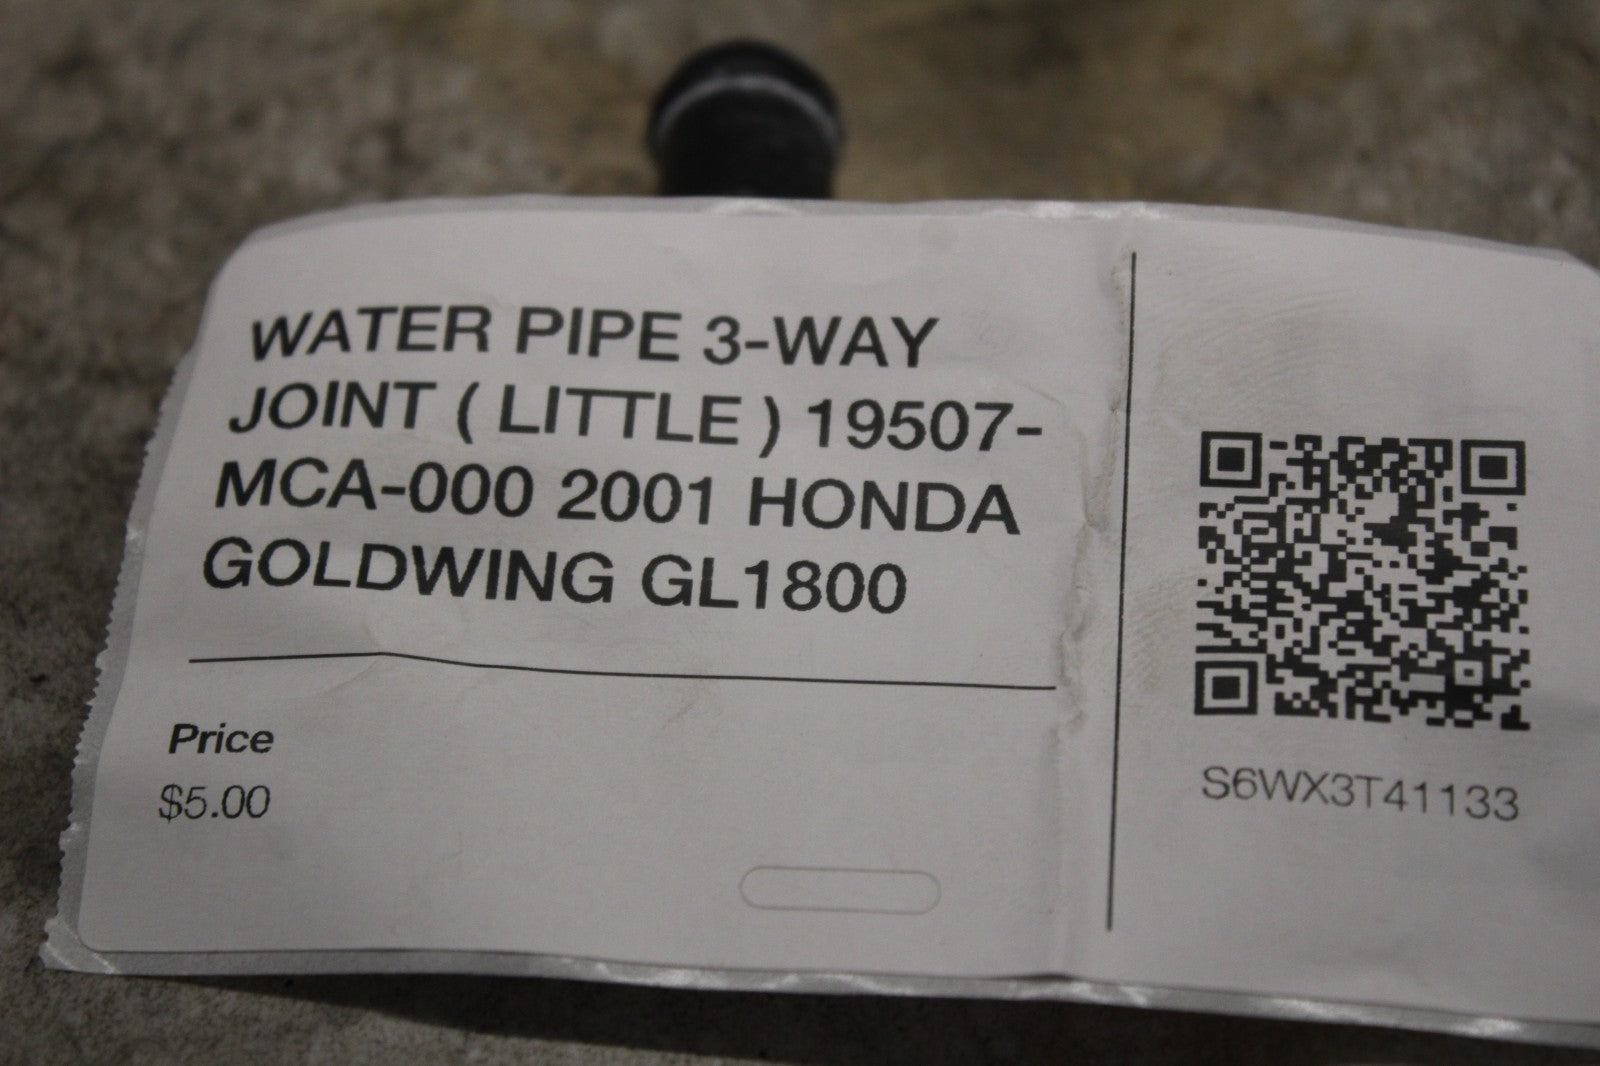 WATER PIPE 3-WAY
JOINT ( LITTLE ) 19507-
MCA-000 2001 HONDA
GOLDWING GL1800
Price
$5.00
S6WX3T41133